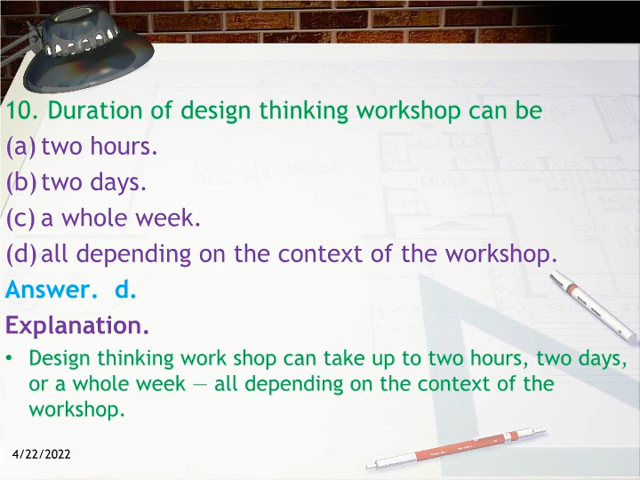 10. Duration of design thinking workshop can be
(a) two hours.
(b) two days.
(c) a whole week.
(d) all depending on the context of the workshop.
Answer. d.
Explanation.
• Design thinking work shop can take up to two hours, two days,
or a whole week — all depending on the context of the
workshop.
4/22/2022